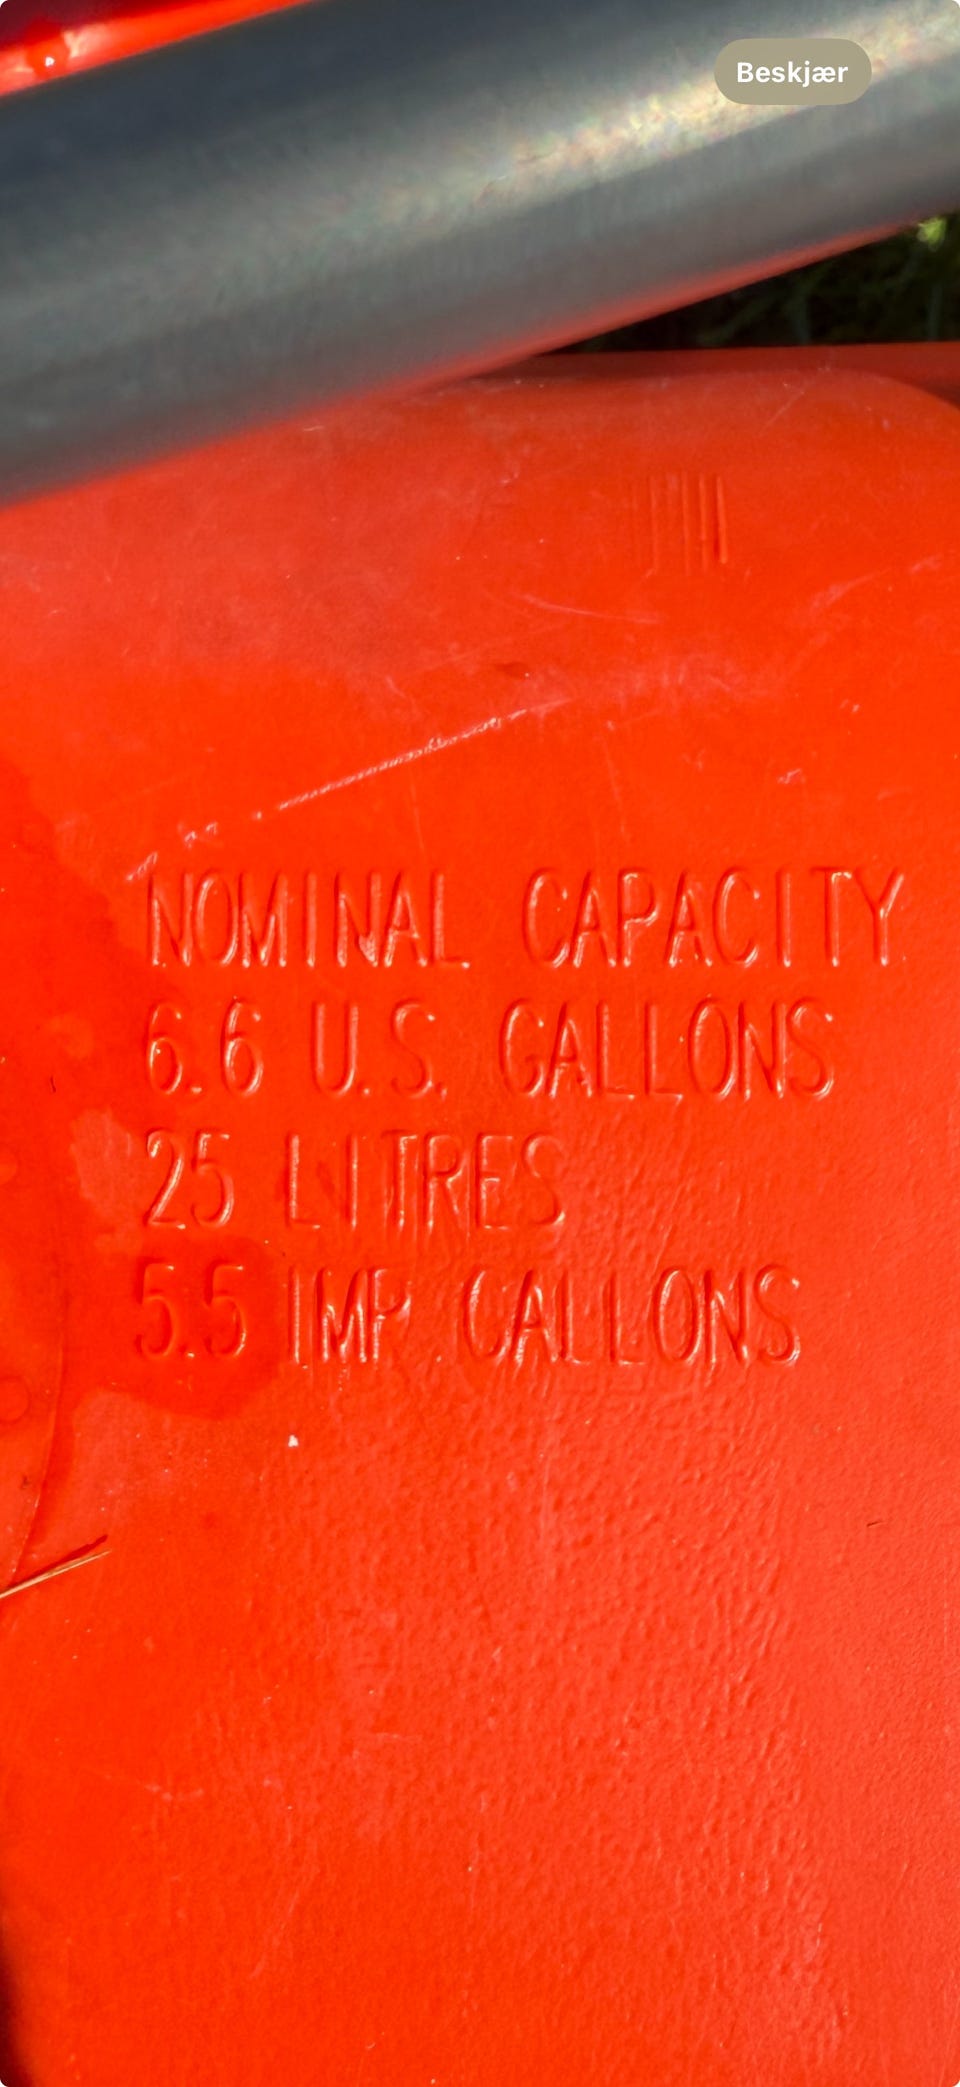 Beskjær
NOMINAL CAPACITY
6.6 U.S. GALLONS
25 LITRES
5.5 IMP. GALLONS